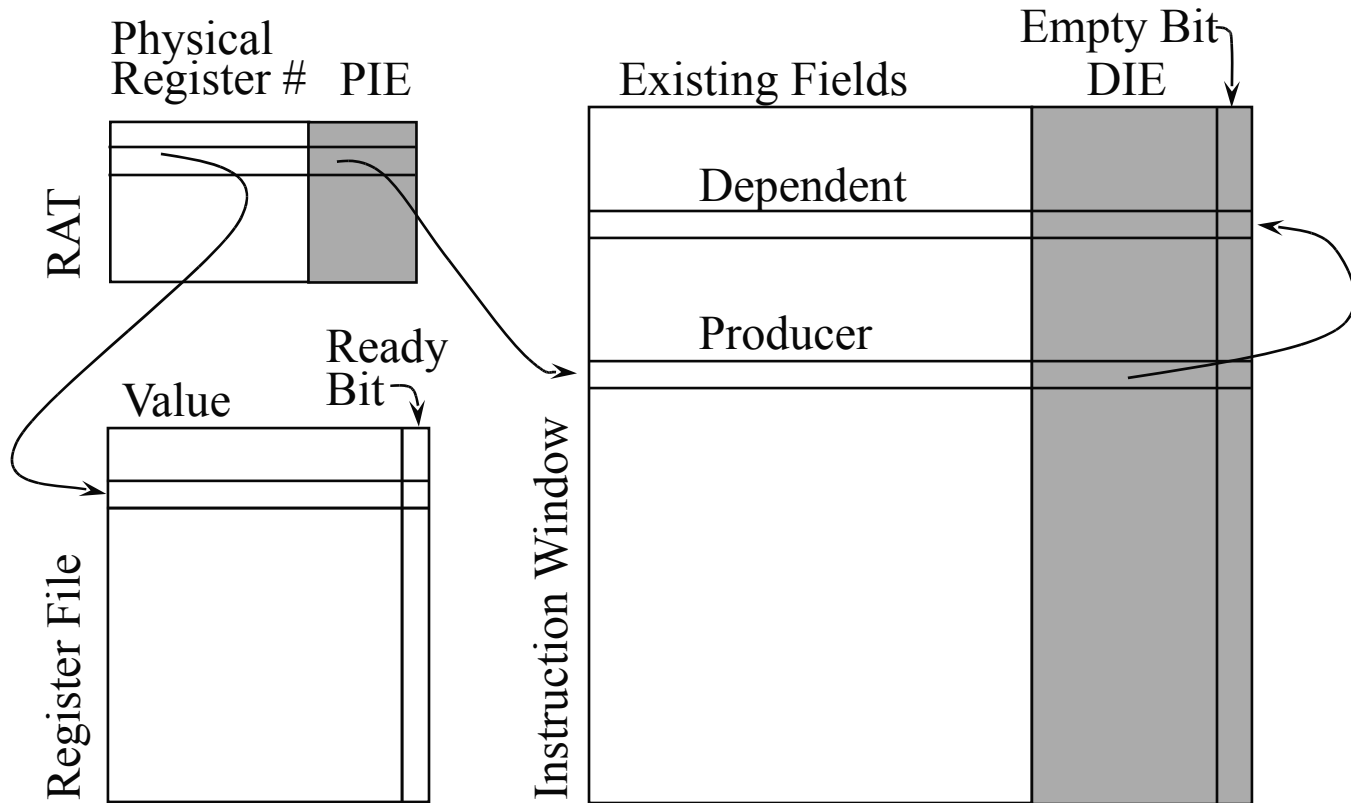 Physical
Register # PIE
RAT
Empty Bit
Existing Fields DIE
Dependent
Producer
Instruction Window
Ready
Bit
Value
Register File